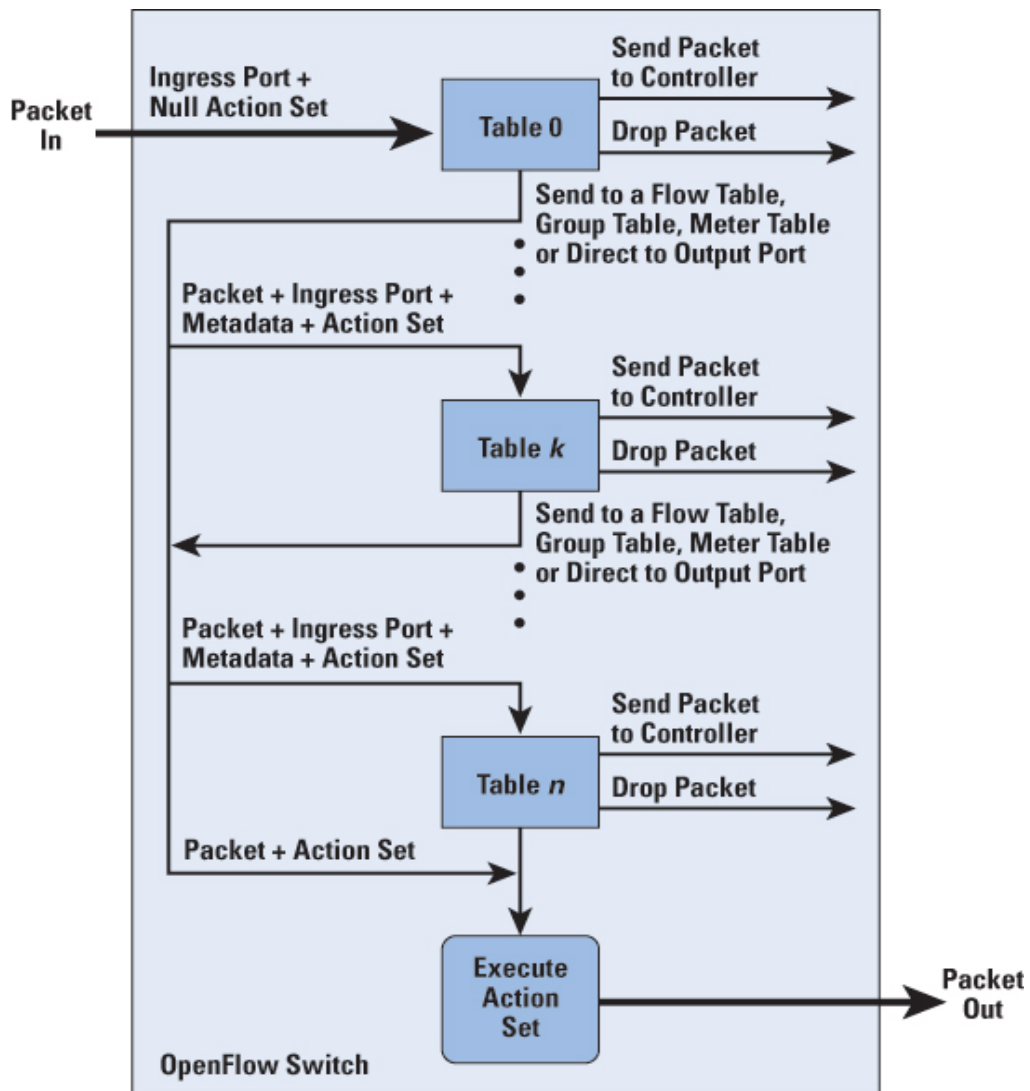 Packet
In
Ingress Port +
Null Action Set
Table 0
Send Packet
to Controller
Drop Packet
Send to a Flow Table,
Group Table, Meter Table
or Direct to Output Port
Packet + Ingress Port +
Metadata + Action Set
Table k
Send Packet
to Controller
Drop Packet
Send to a Flow Table,
Group Table, Meter Table
or Direct to Output Port
Packet + Ingress Port +
Metadata + Action Set
Table n
Send Packet
to Controller
Drop Packet
Packet + Action Set
Execute
Action
Set
Packet
Out
OpenFlow Switch